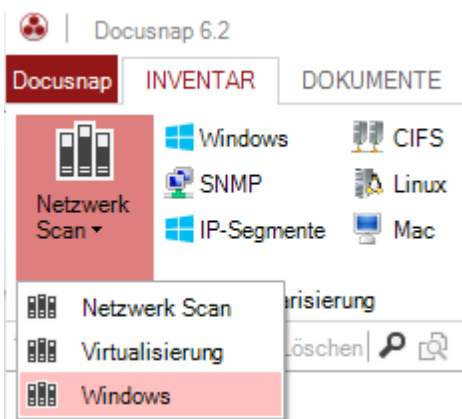 Docusnap 6.2
Docusnap INVENTAR DOKUMENTE
Windows CIFS
SNMP Linux
Netzwerk Scan
IP-Segmente Mac
Netzwerk Scan
Virtualisierung
Windows